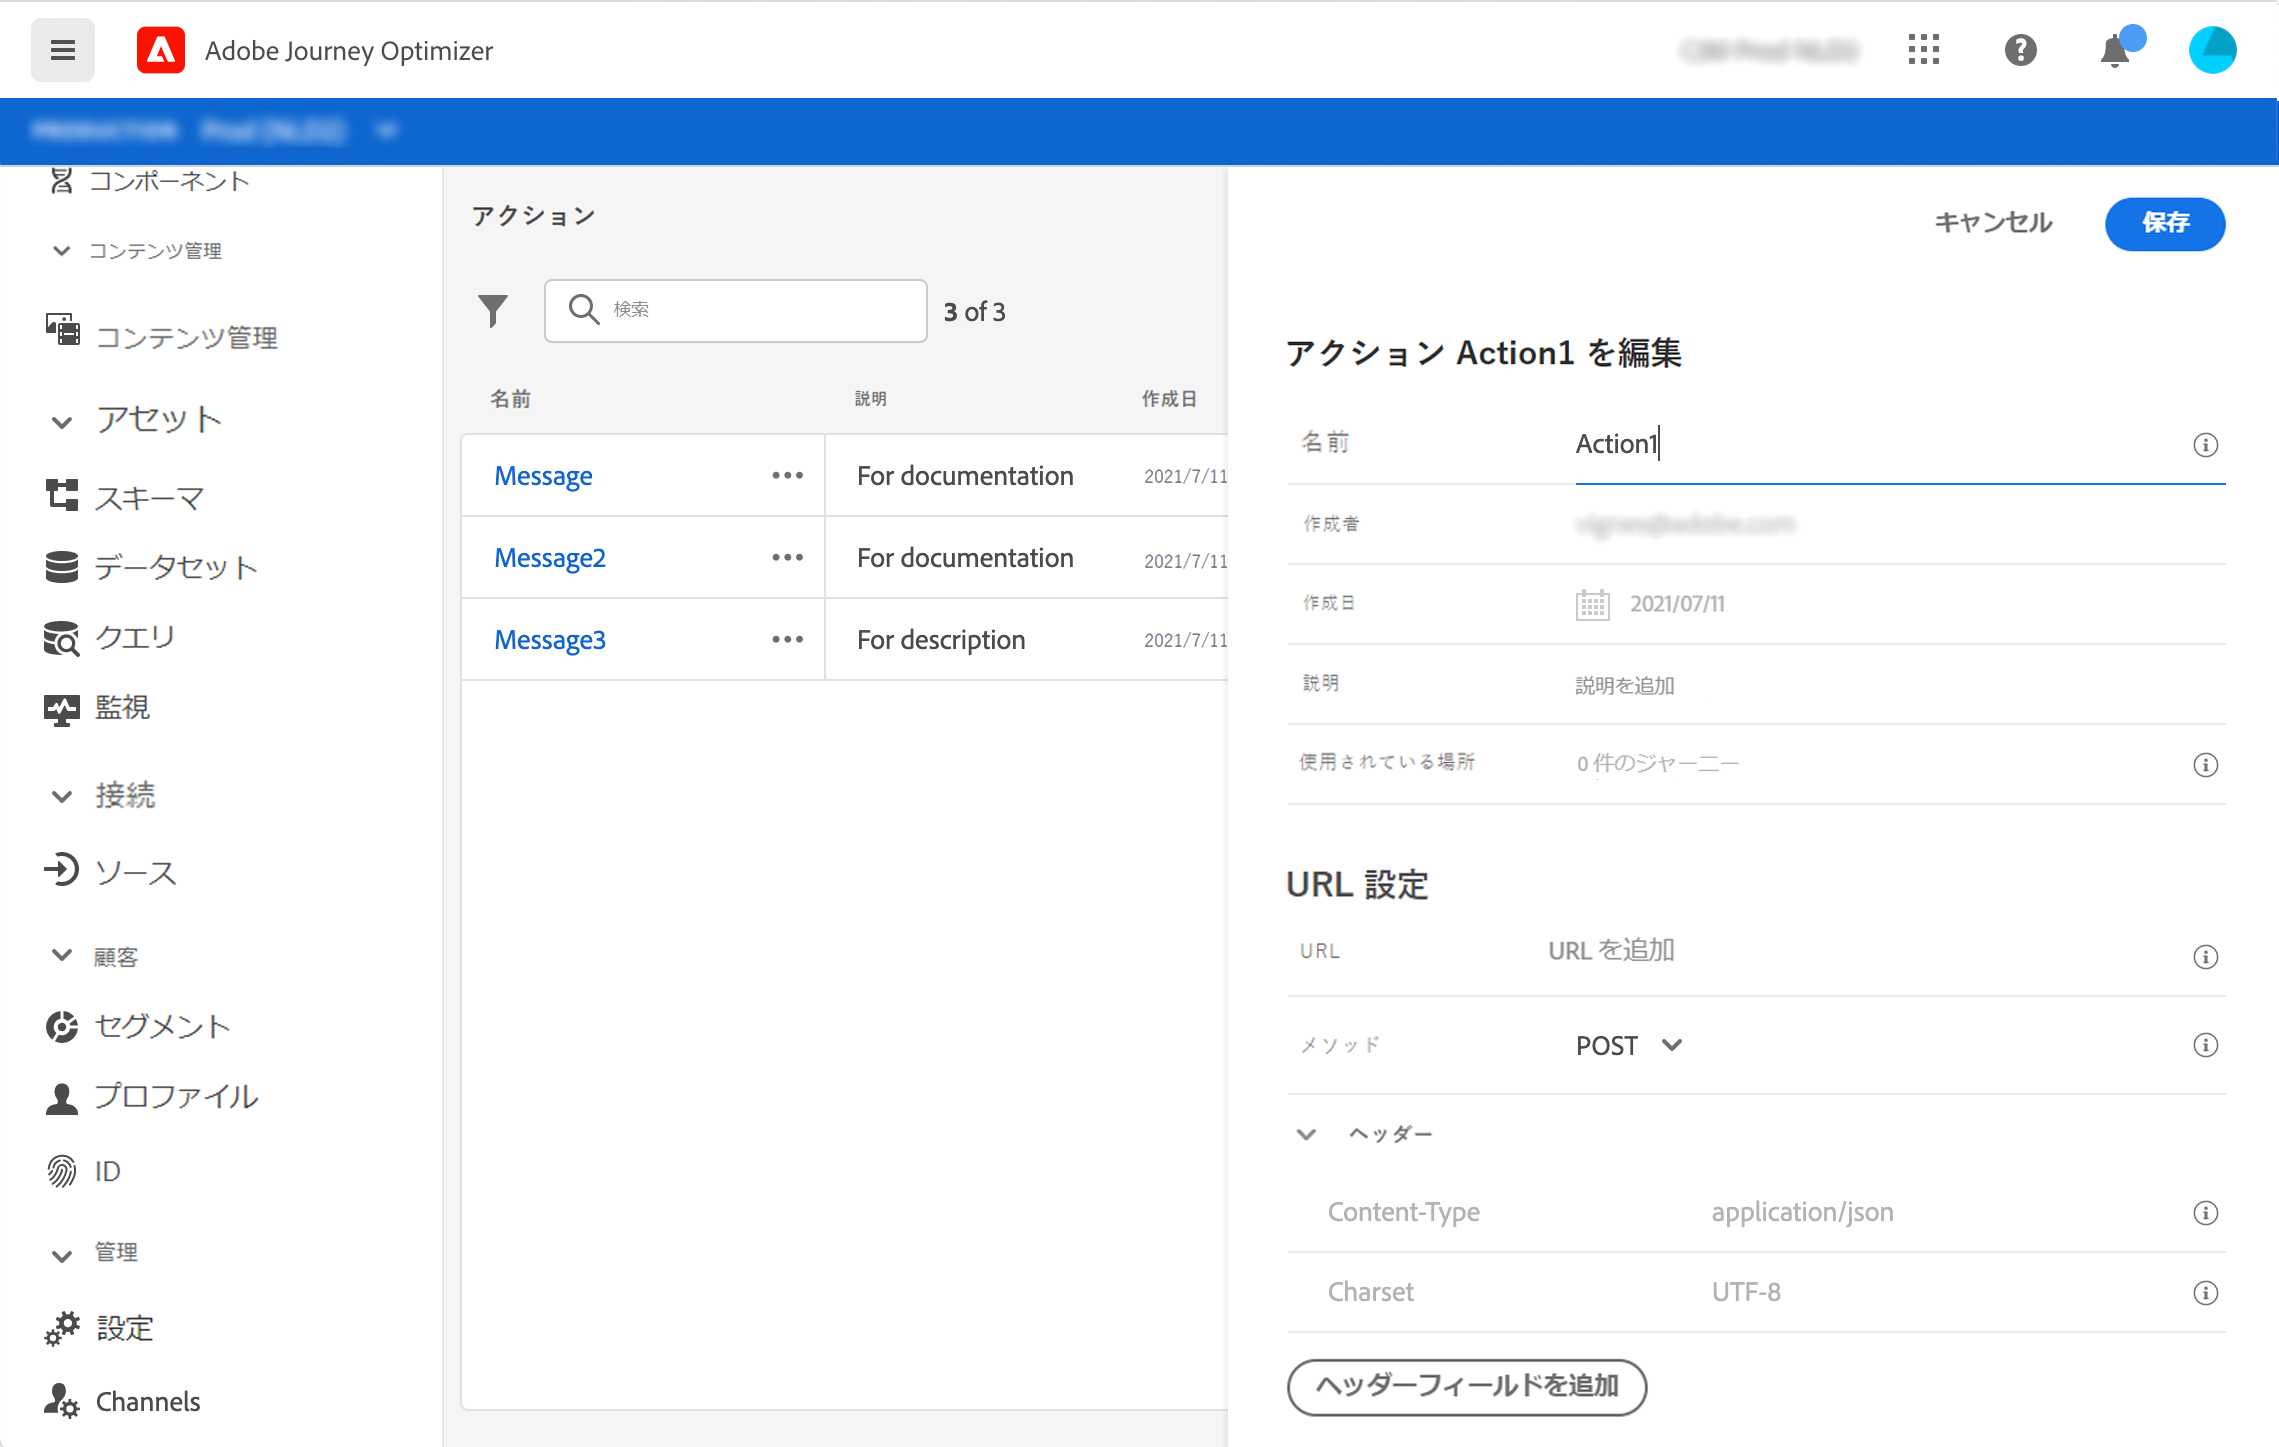 Adobe Journey Optimizer
コンポーネント
コンテンツ管理
コンテンツ管理
アセット
スキーマ
データセット
クエリ
監視
接続
ソース
顧客
セグメント
プロファイル
ID
管理
設定
Channels
アクション
検索
3 of 3
名前 説明 作成日
Message ••• For documentation 2021/7/11
Message2 ••• For documentation 2021/7/11
Message3 ••• For description 2021/7/11
キャンセル 保存
アクション Action1 を編集
名前 Action1
作成者
作成日 2021/07/11
説明 説明を追加
使用されている場所 0 件のジャーニー
URL 設定
URL URL を追加
メソッド POST
ヘッダー
Content-Type application/json
Charset UTF-8
ヘッダーフィールドを追加